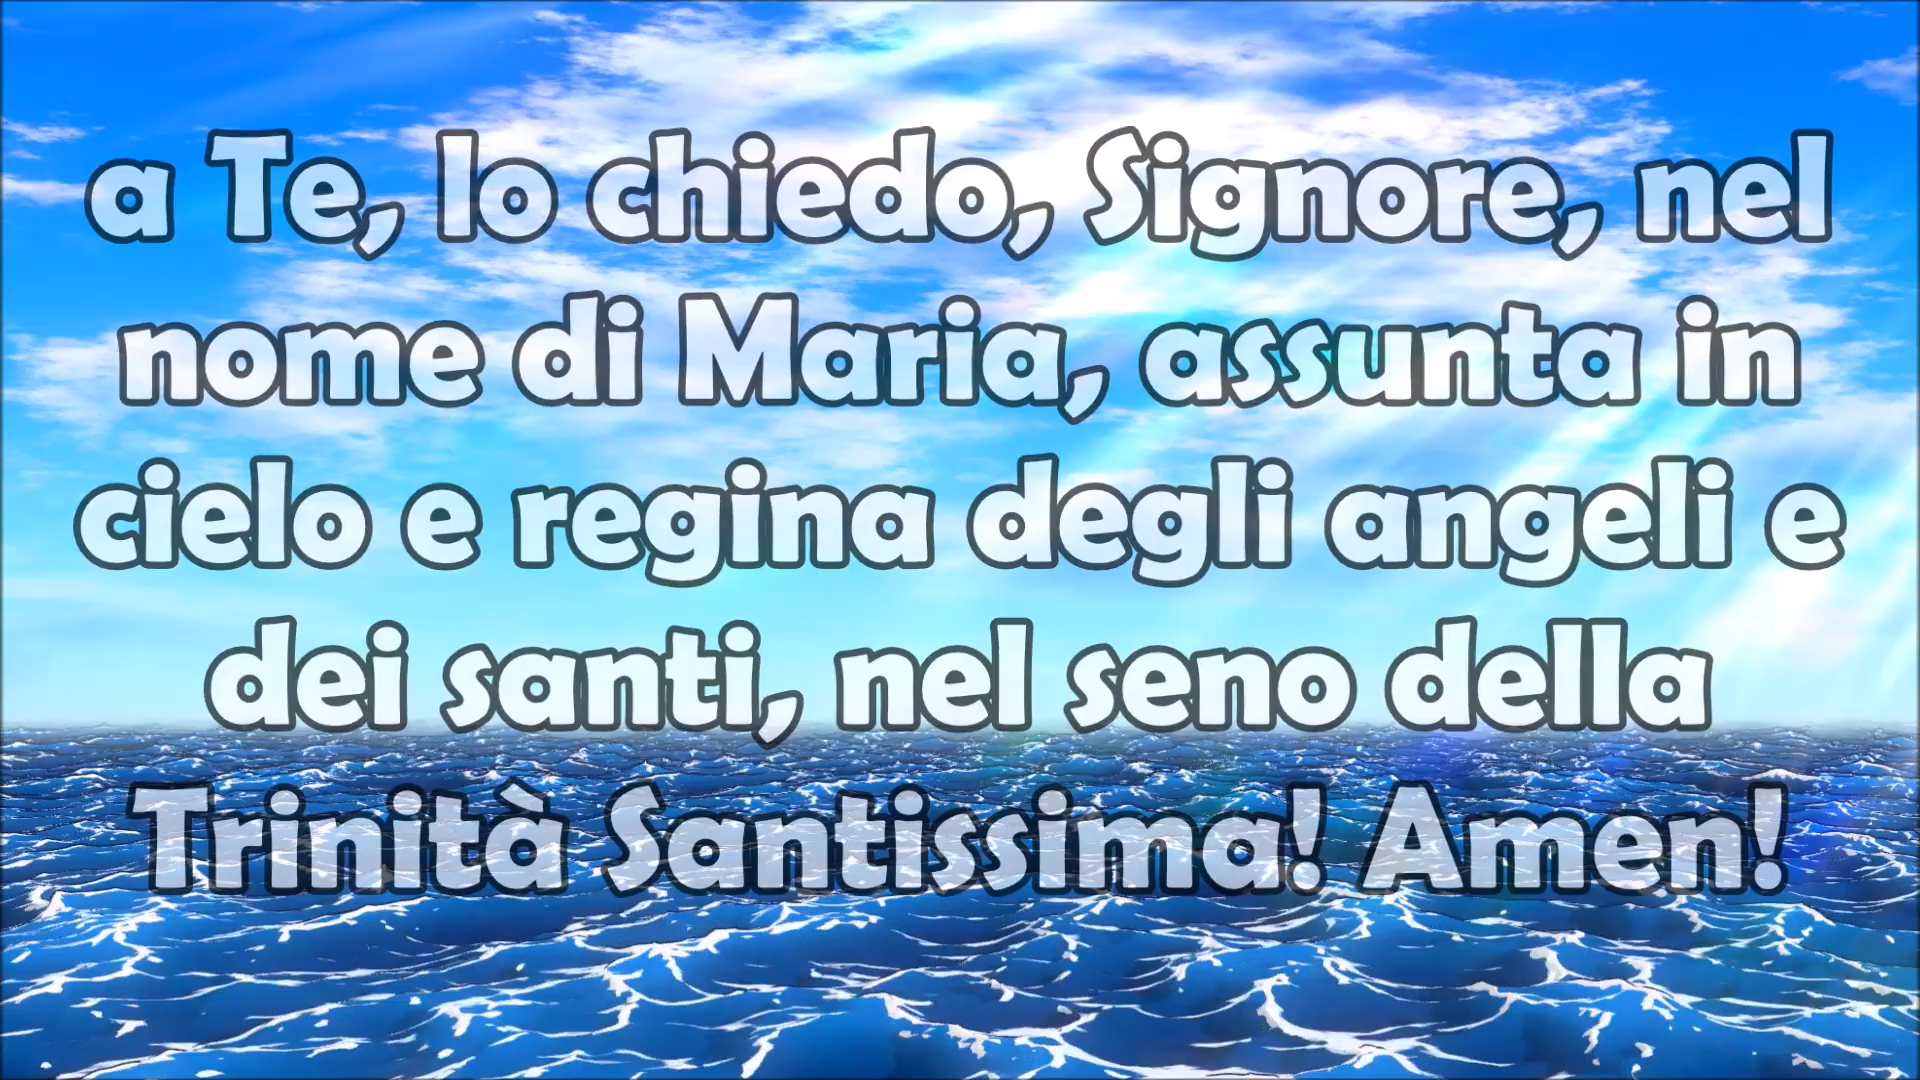 a Te, lo chiedo, Signore, nel
nome di Maria, assunta in
cielo e regina degli angeli e
dei santi, nel seno della
Trinità Santissima! Amen!